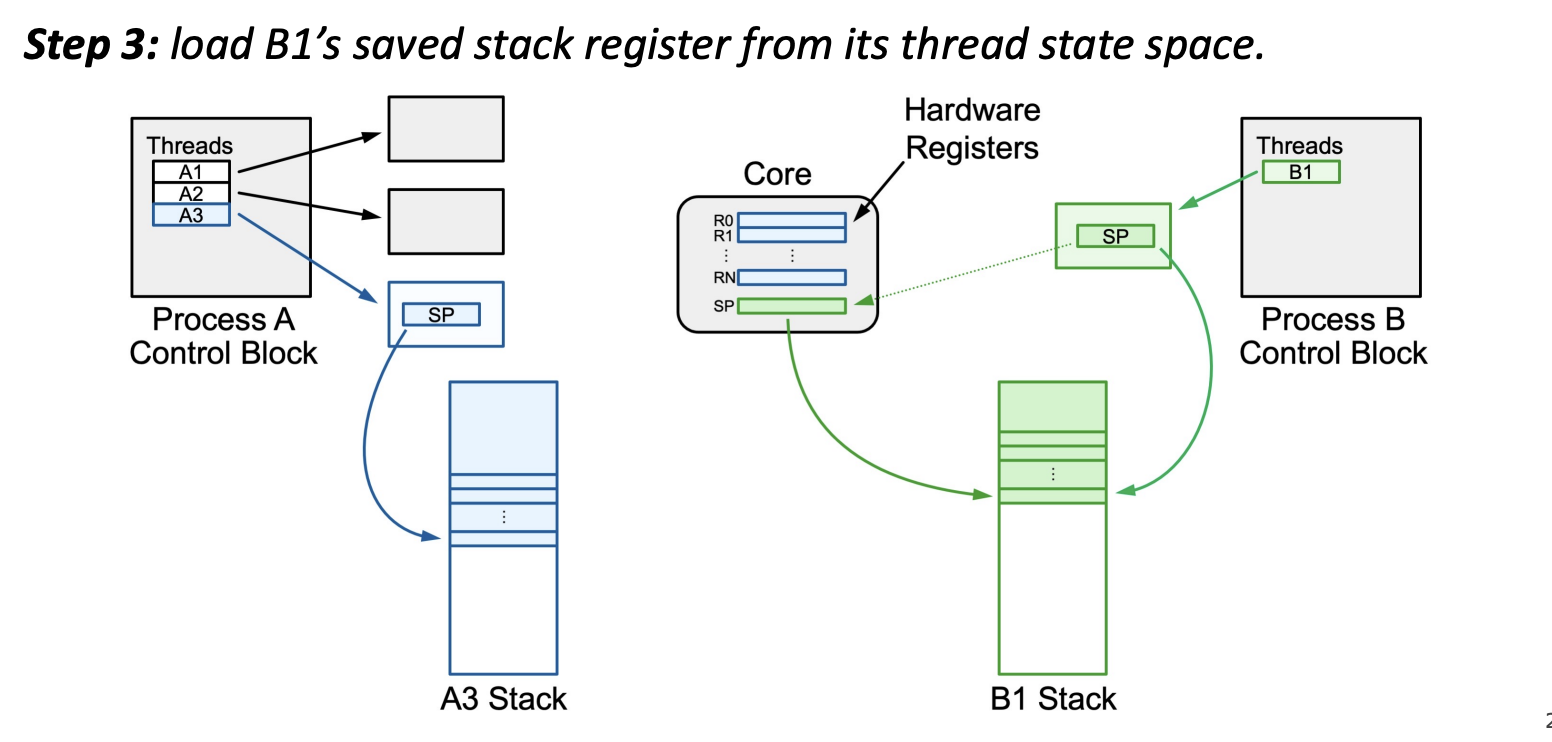 Step 3: load B1’s saved stack register from its thread state space.
Threads
A1
A2
A3
Process A
Control Block
SP
A3 Stack
Core
Hardware
Registers
R0
R1
⋮ ⋮
RN
SP
SP
B1 Stack
Threads
B1
Process B
Control Block